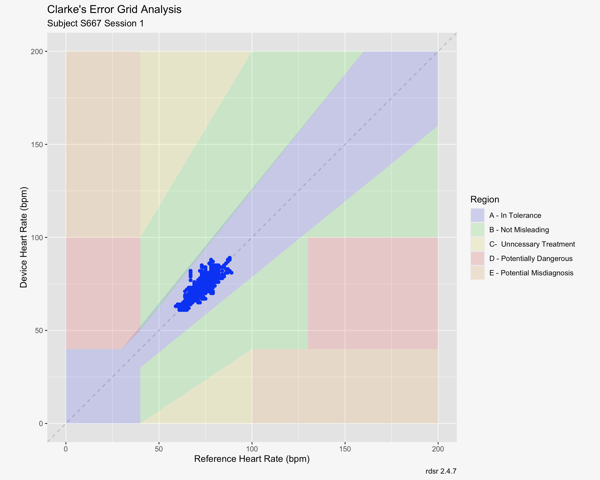 Clarke's Error Grid Analysis
Subject S667 Session 1
200
150
100
50
0
Device Heart Rate (bpm)
0 50 100 150 200
Reference Heart Rate (bpm)
Region
A - In Tolerance
B - Not Misleading
C-  Unncessary Treatment
D - Potentially Dangerous
E - Potential Misdiagnosis
rdsr 2.4.7